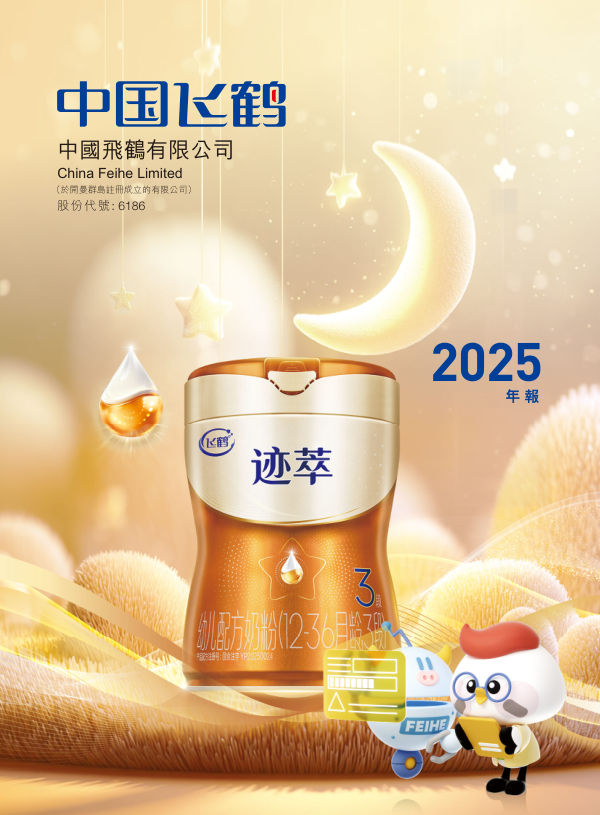 中国飞鹤
中國飛鶴有限公司
China Feihe Limited
（於開曼群島註冊成立的有限公司）
股份代號: 6186
2025
年報
飞鹤
迹萃
3段
幼儿配方奶粉(12-36月龄,3段)
FEIHE